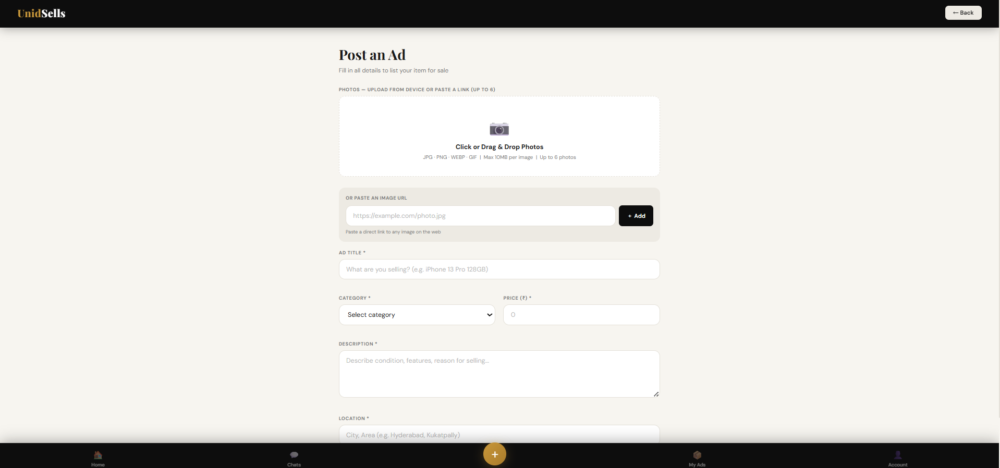 UnidSells
← Back
Post an Ad
Fill in all details to list your item for sale
PHOTOS — UPLOAD FROM DEVICE OR PASTE A LINK (UP TO 6)
Click or Drag & Drop Photos
JPG · PNG · WEBP · GIF | Max 10MB per image | Up to 6 photos
OR PASTE AN IMAGE URL
https://example.com/photo.jpg
+ Add
Paste a direct link to any image on the web
AD TITLE *
What are you selling? (e.g. iPhone 13 Pro 128GB)
CATEGORY * PRICE (₹) *
Select category 0
DESCRIPTION *
Describe condition, features, reason for selling...
LOCATION *
City, Area (e.g. Hyderabad, Kukatpally)
+
Home Chats My Ads Account